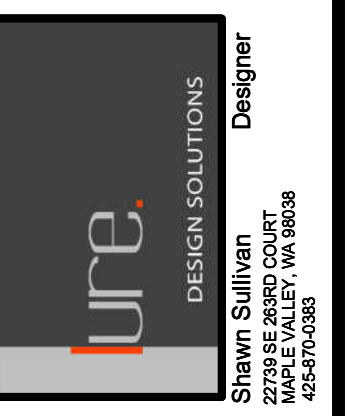 lure.
DESIGN SOLUTIONS
Shawn Sullivan Designer
22739 SE 263RD COURT
MAPLE VALLEY, WA 98038
425-870-0383